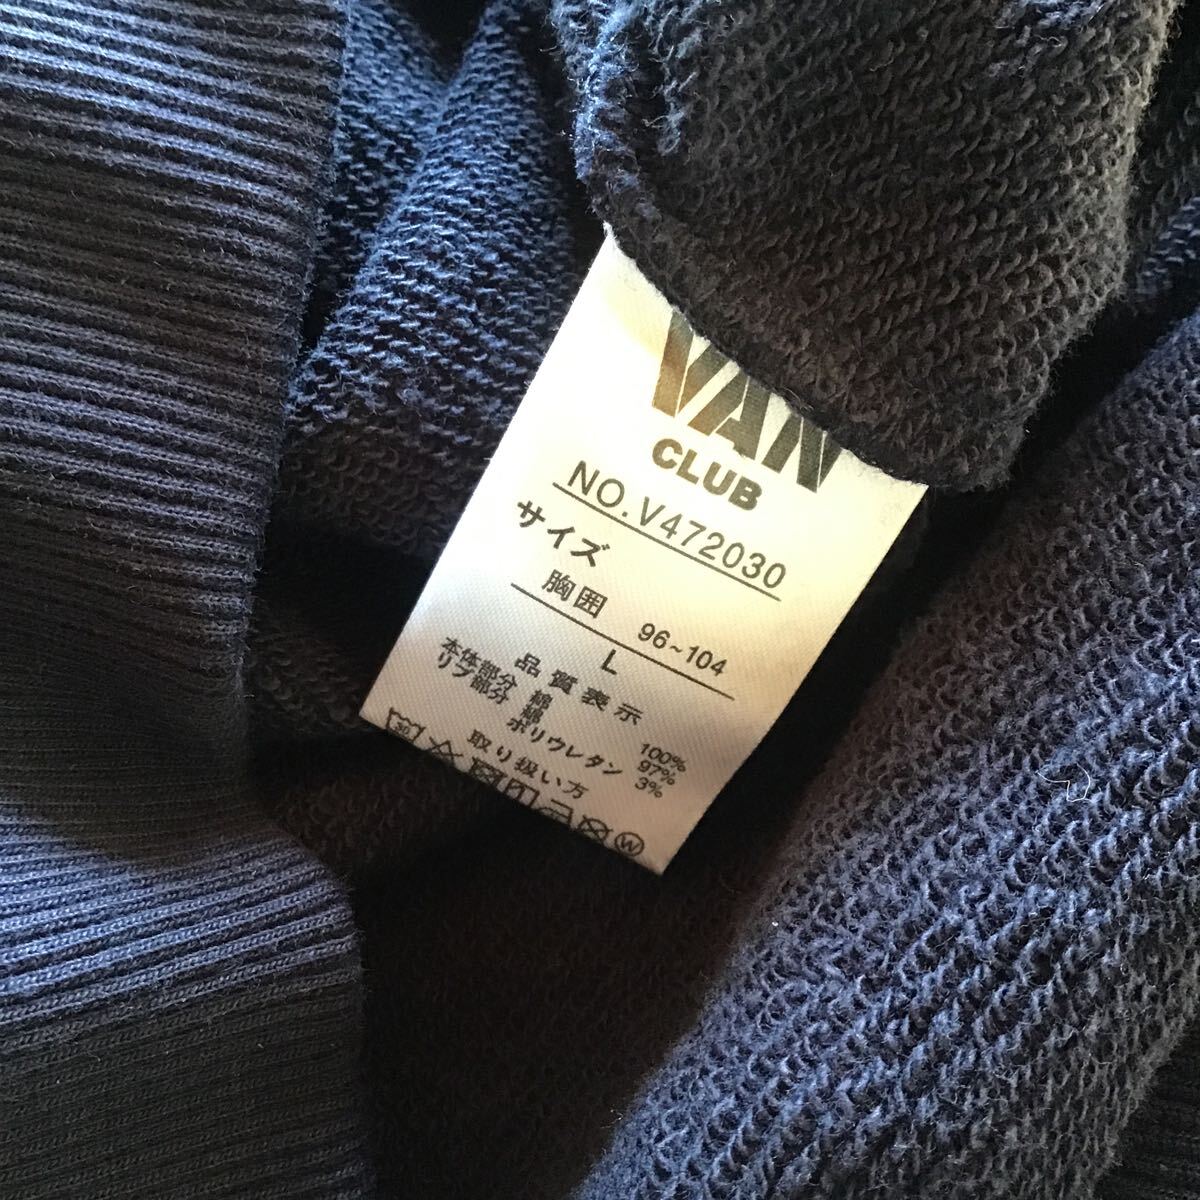 VAN
CLUB
NO.V472030
サイズ
胸囲 96~104
L
品質表示
本体部分 綿 100%
リブ部分 綿 97%
ポリウレタン 3%
取り扱い方
30
W